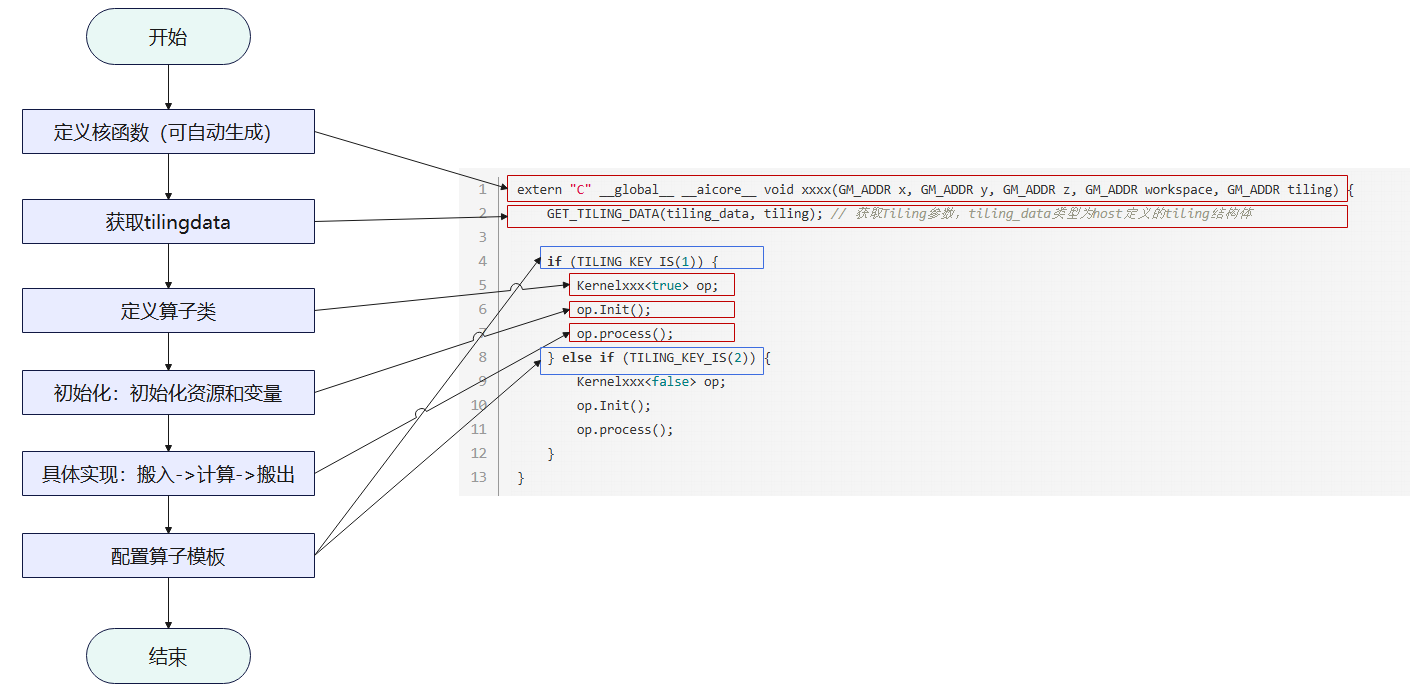 开始
定义核函数（可自动生成）
获取tilingdata
定义算子类
初始化：初始化资源和变量
具体实现：搬入->计算->搬出
配置算子模板
结束
1 extern "C" __global__ __aicore__ void xxxx(GM_ADDR x, GM_ADDR y, GM_ADDR z, GM_ADDR workspace, GM_ADDR tiling) {
2 GET_TILING_DATA(tiling_data, tiling); // 获取Tiling参数，tiling_data类型为host定义的tiling结构体
3
4 if (TILING_KEY_IS(1)) {
5 Kernelxxx<true> op;
6 op.Init();
7 op.process();
8 } else if (TILING_KEY_IS(2)) {
9 Kernelxxx<false> op;
10 op.Init();
11 op.process();
12 }
13 }